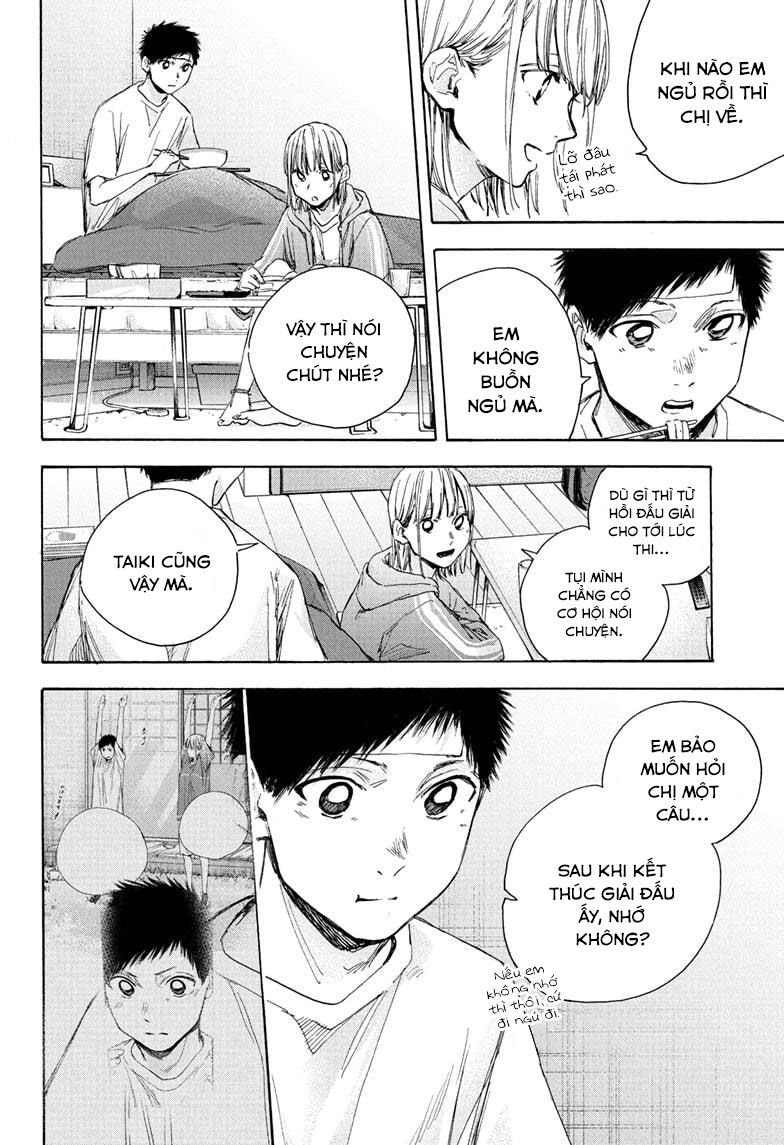 KHI NÀO EM
NGỦ RỒI THÌ
CHỊ VỀ.
Lỡ đâu
tái phát
thì sao.
EM
KHÔNG
BUỒN
NGỦ MÀ.
VẬY THÌ NÓI
CHUYỆN
CHÚT NHÉ?
DÙ GÌ THÌ TỪ
HỒI ĐẤU GIẢI
CHO TỚI LÚC
THI...
TỤI MÌNH
CHẲNG CÓ
CƠ HỘI NÓI
CHUYỆN.
TAIKI CŨNG
VẬY MÀ.
EM BẢO
MUỐN HỎI
CHỊ MỘT
CÂU...
SAU KHI KẾT
THÚC GIẢI ĐẤU
ẤY, NHỚ
KHÔNG?
Nếu em
không nhớ
thì thôi, cứ
đi ngủ đi.